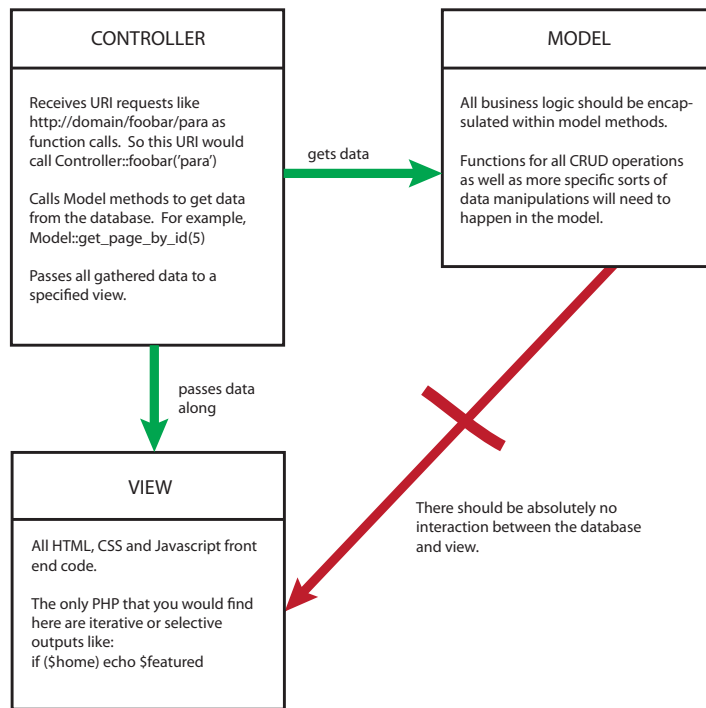 CONTROLLER
Receives URI requests like
http://domain/foobar/para as
function calls.  So this URI would
call Controller::foobar('para')
Calls Model methods to get data
from the database.  For example,
Model::get_page_by_id(5)
Passes all gathered data to a
specified view.
gets data
MODEL
All business logic should be encap-
sulated within model methods.
Functions for all CRUD operations
as well as more specific sorts of
data manipulations will need to
happen in the model.
passes data
along
VIEW
All HTML, CSS and Javascript front
end code.
The only PHP that you would find
here are iterative or selective
outputs like:
if ($home) echo $featured
There should be absolutely no
interaction between the database
and view.